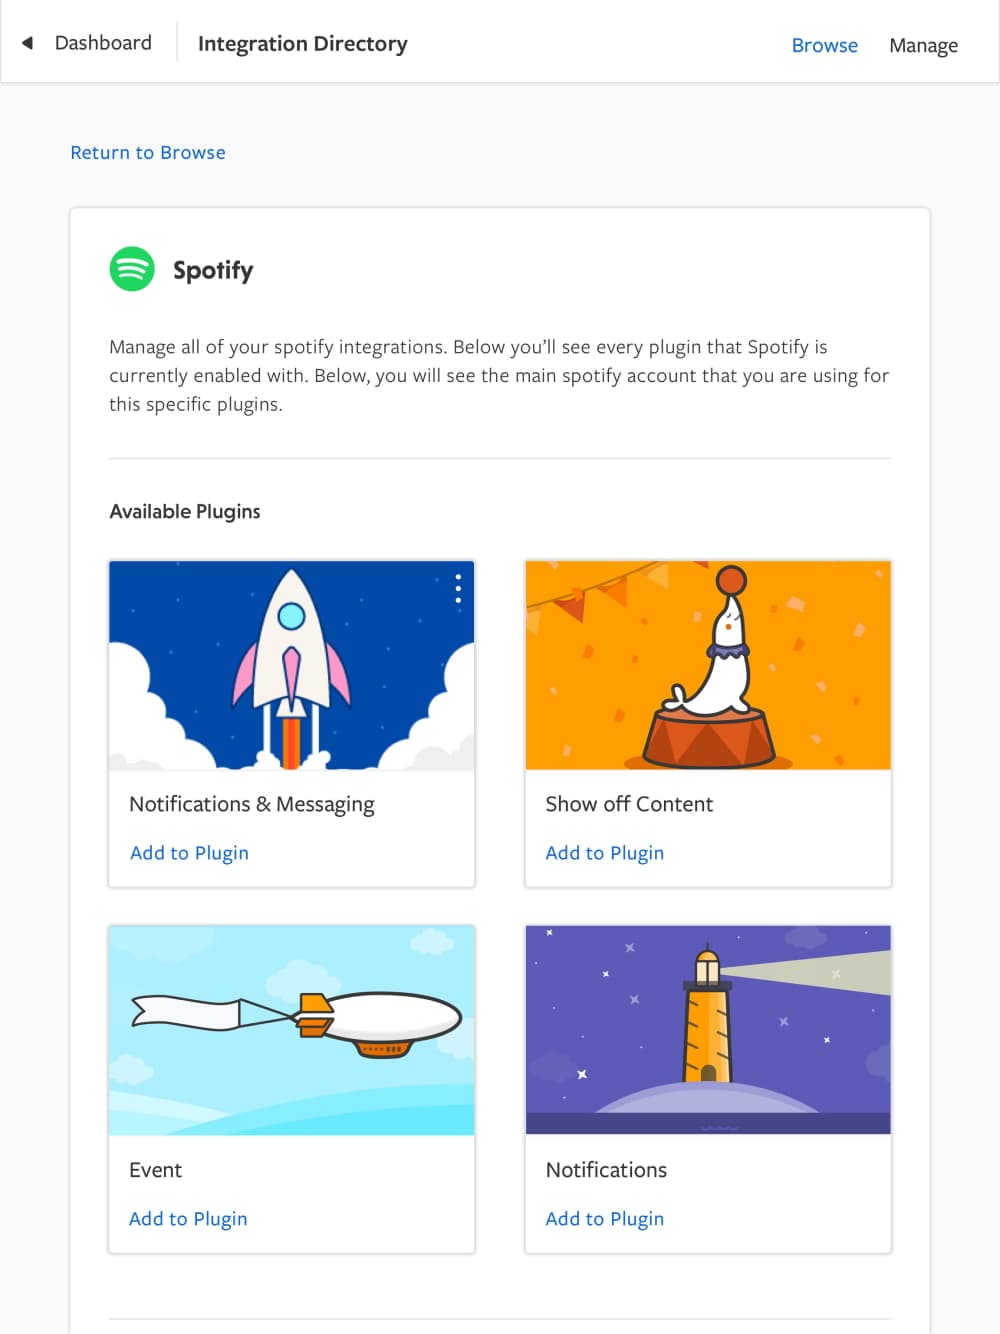 Dashboard
Integration Directory
Browse
Manage
Return to Browse
Spotify
Manage all of your spotify integrations. Below you’ll see every plugin that Spotify is
currently enabled with. Below, you will see the main spotify account that you are using for
this specific plugins.
Available Plugins
Notifications & Messaging
Add to Plugin
Show off Content
Add to Plugin
Event
Add to Plugin
Notifications
Add to Plugin